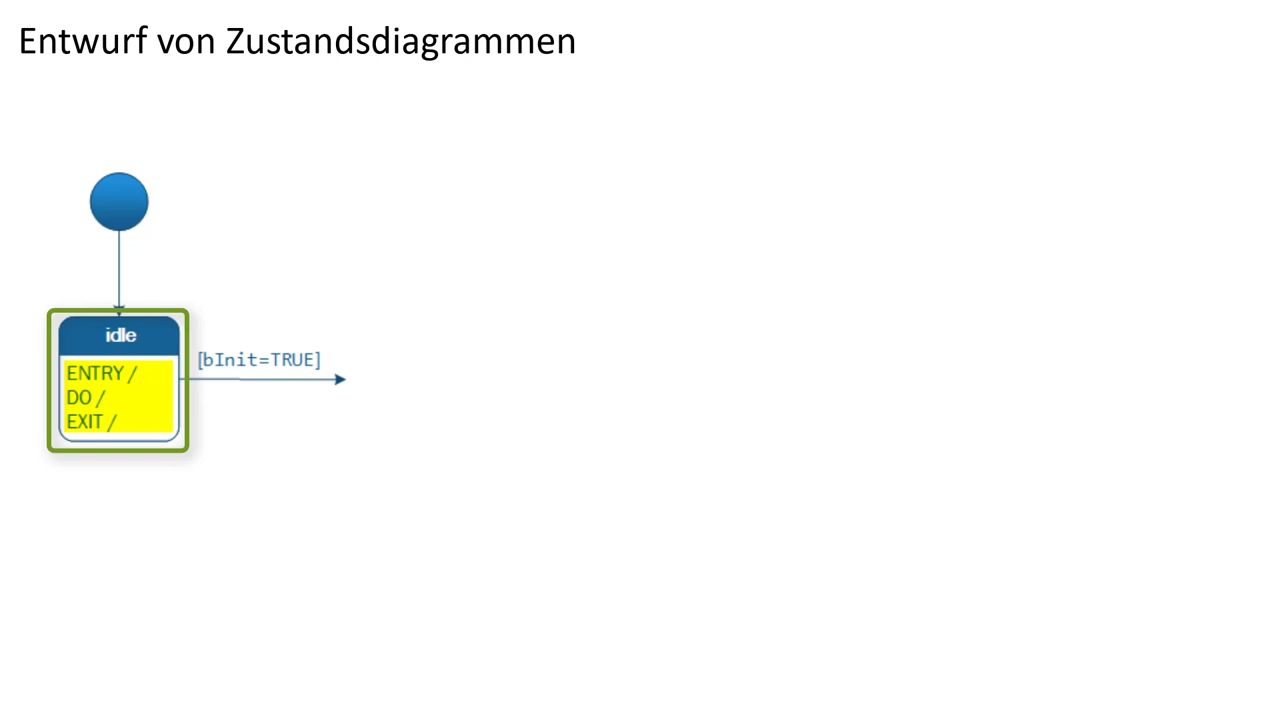 Entwurf von Zustandsdiagrammen
idle
[bInit=TRUE]
ENTRY /
DO /
EXIT /